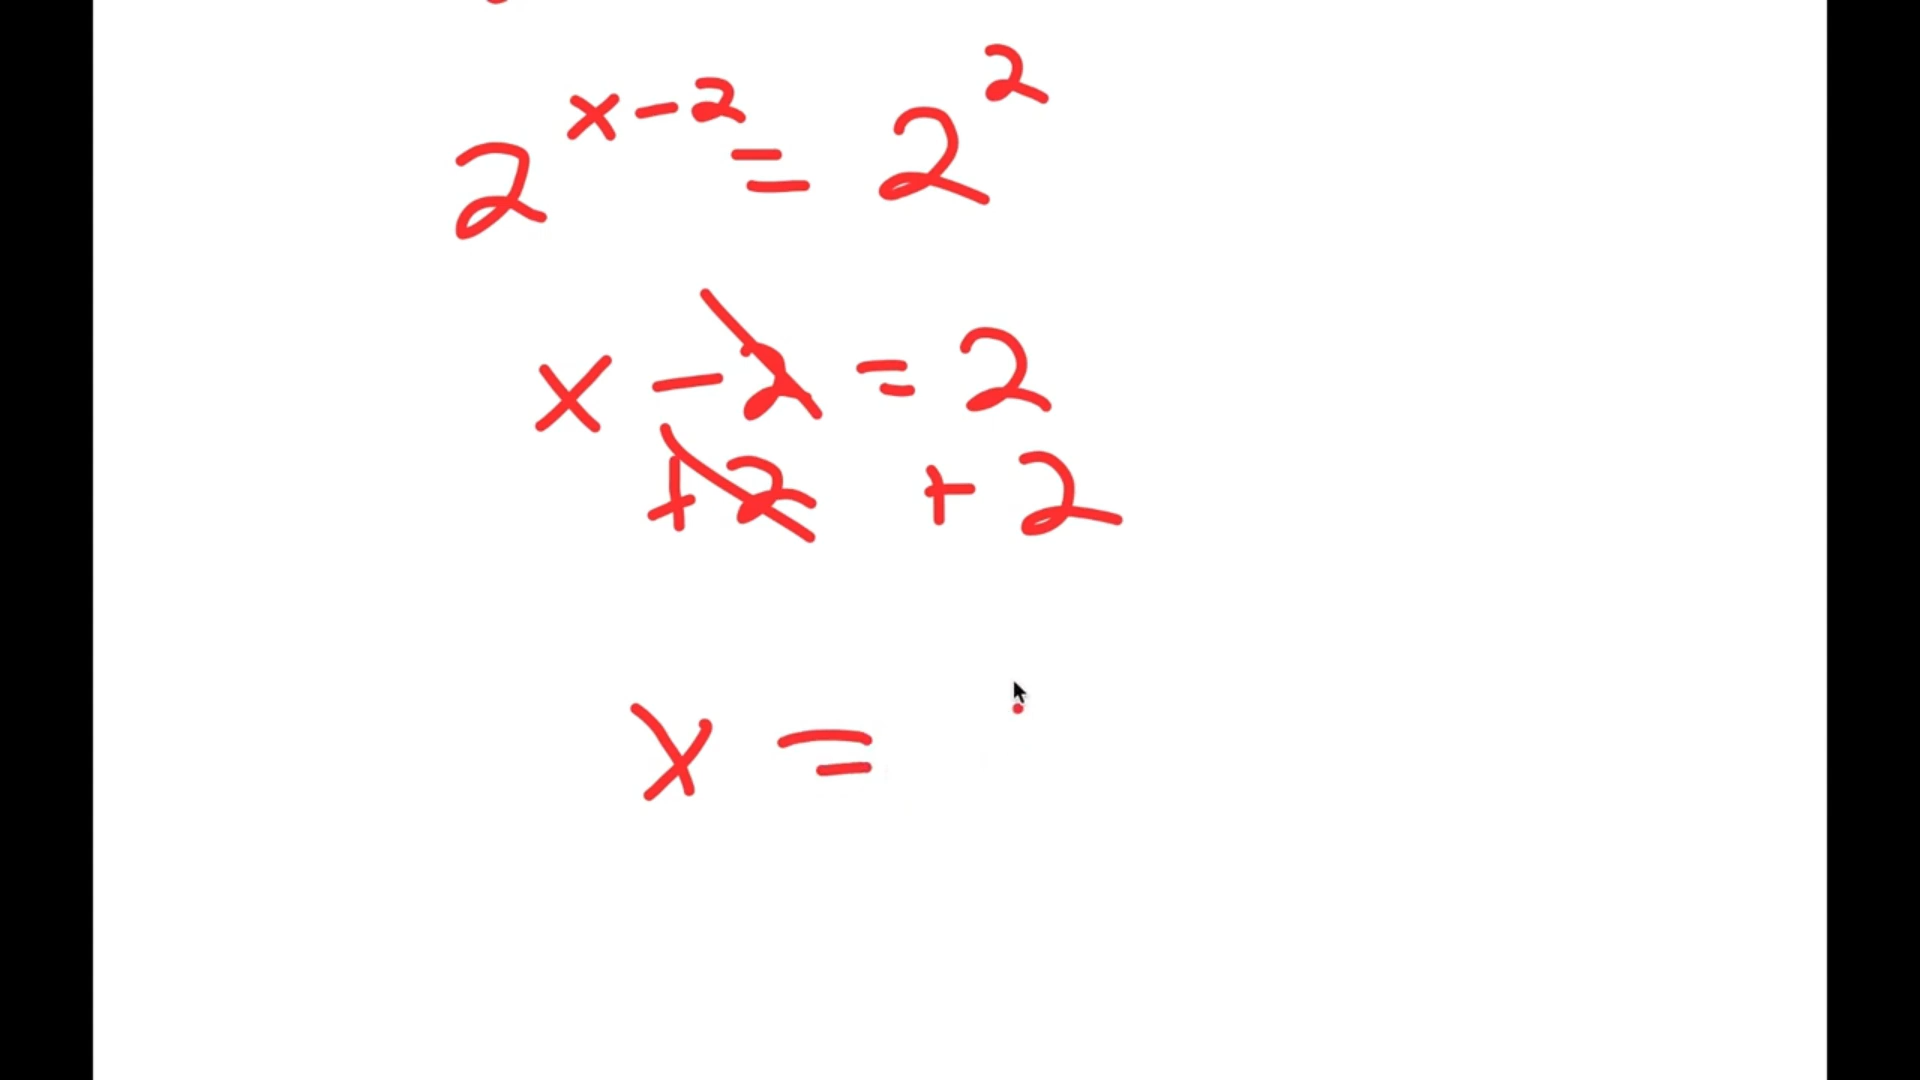 2^{x-2} = 2^2
x - 2 = 2
+2 +2
x =